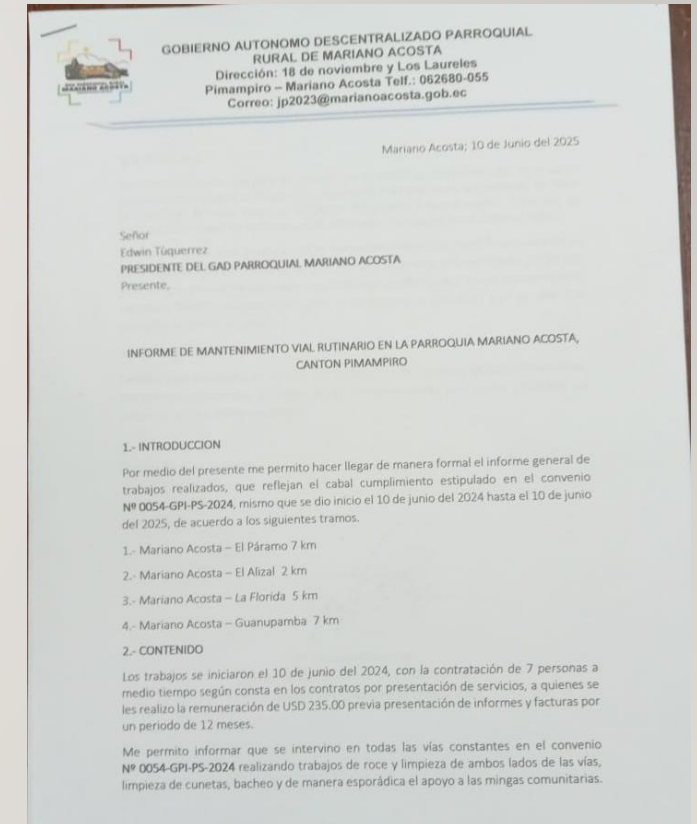 GOBIERNO AUTONOMO DESCENTRALIZADO PARROQUIAL
RURAL DE MARIANO ACOSTA
Dirección: 18 de noviembre y Los Laureles
Pimampiro – Mariano Acosta Telf.: 062680-055
Correo: jp2023@marianoacosta.gob.ec
MARIANO ACOSTA
Mariano Acosta; 10 de Junio del 2025
Señor
Edwin Túquerrez
PRESIDENTE DEL GAD PARROQUIAL MARIANO ACOSTA
Presente,
INFORME DE MANTENIMIENTO VIAL RUTINARIO EN LA PARROQUIA MARIANO ACOSTA,
CANTON PIMAMPIRO
1.- INTRODUCCION
Por medio del presente me permito hacer llegar de manera formal el informe general de
trabajos realizados, que reflejan el cabal cumplimiento estipulado en el convenio
Nº 0054-GPI-PS-2024, mismo que se dio inicio el 10 de junio del 2024 hasta el 10 de junio
del 2025, de acuerdo a los siguientes tramos.
1.- Mariano Acosta – El Páramo 7 km
2.- Mariano Acosta – El Alizal 2 km
3.- Mariano Acosta – La Florida 5 km
4.- Mariano Acosta – Guanupamba 7 km
2.- CONTENIDO
Los trabajos se iniciaron el 10 de junio del 2024, con la contratación de 7 personas a
medio tiempo según consta en los contratos por presentación de servicios, a quienes se
les realizo la remuneración de USD 235.00 previa presentación de informes y facturas por
un periodo de 12 meses.
Me permito informar que se intervino en todas las vías constantes en el convenio
Nº 0054-GPI-PS-2024 realizando trabajos de roce y limpieza de ambos lados de las vías,
limpieza de cunetas, bacheo y de manera esporádica el apoyo a las mingas comunitarias.